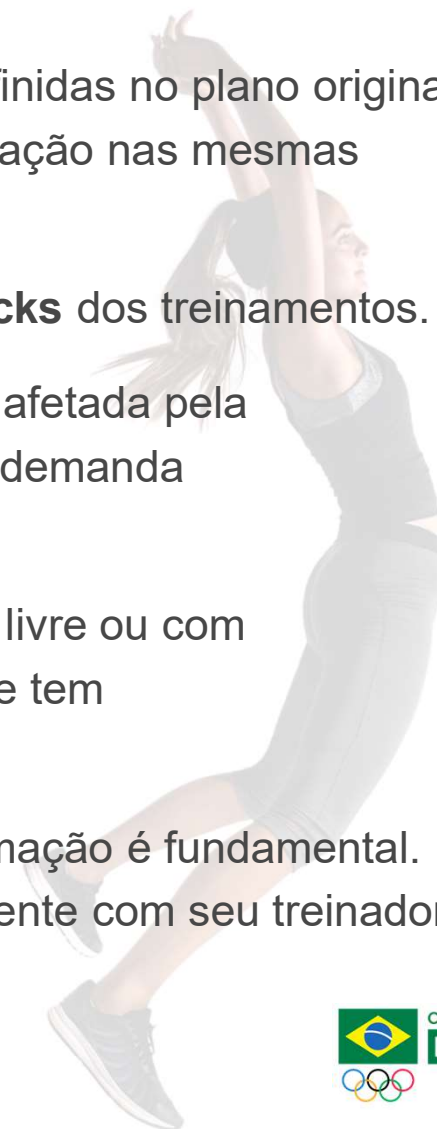 finidas no plano origina
ação nas mesmas
cks dos treinamentos.
afetada pela
demanda
livre ou com
e tem
mação é fundamental.
ente com seu treinador